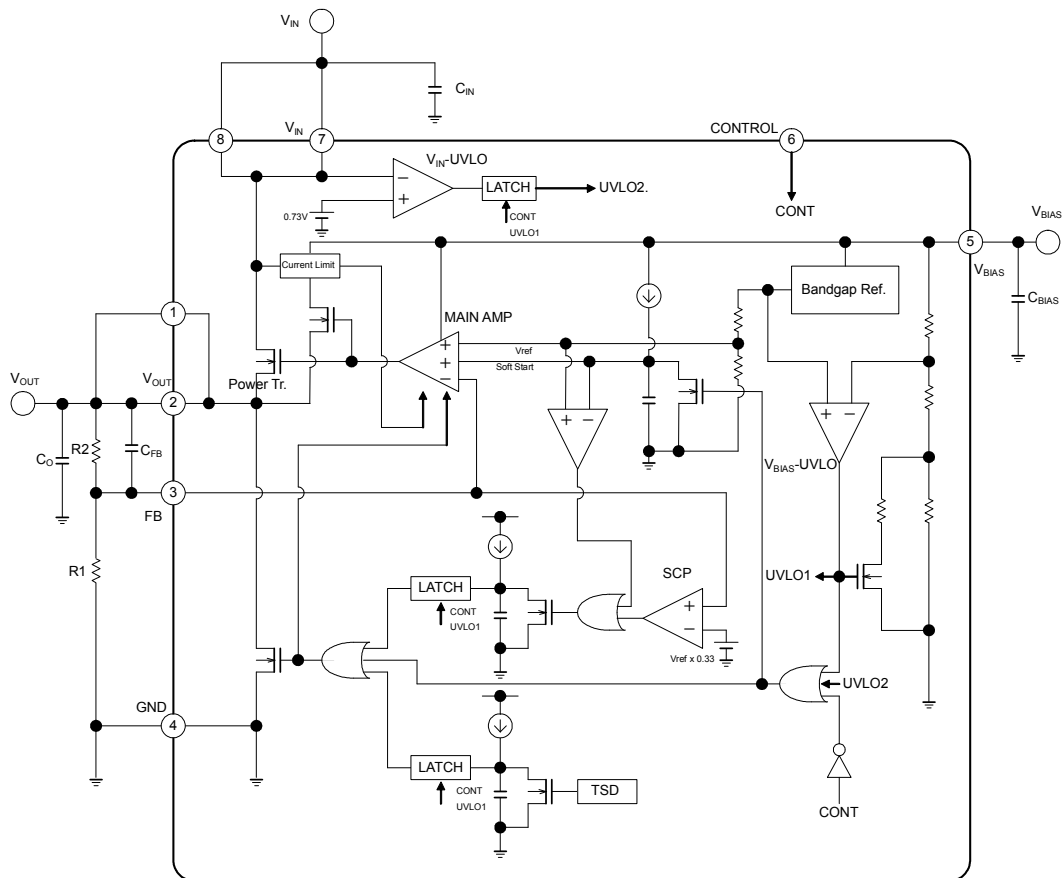 V_IN
C_IN
8
V_IN
7
CONTROL
6
V_IN-UVLO
LATCH
UVLO2.
CONT
0.73V
CONT
UVLO1
V_BIAS
5
V_BIAS
Current Limit
Bandgap Ref.
C_BIAS
1
MAIN AMP
Vref
Soft Start
V_OUT
V_OUT
2
Power Tr.
R2
C_FB
C_O
V_BIAS-UVLO
3
FB
R1
SCP
UVLO1
LATCH
CONT
UVLO1
Vref x 0.33
UVLO2
GND
4
LATCH
CONT
UVLO1
TSD
CONT